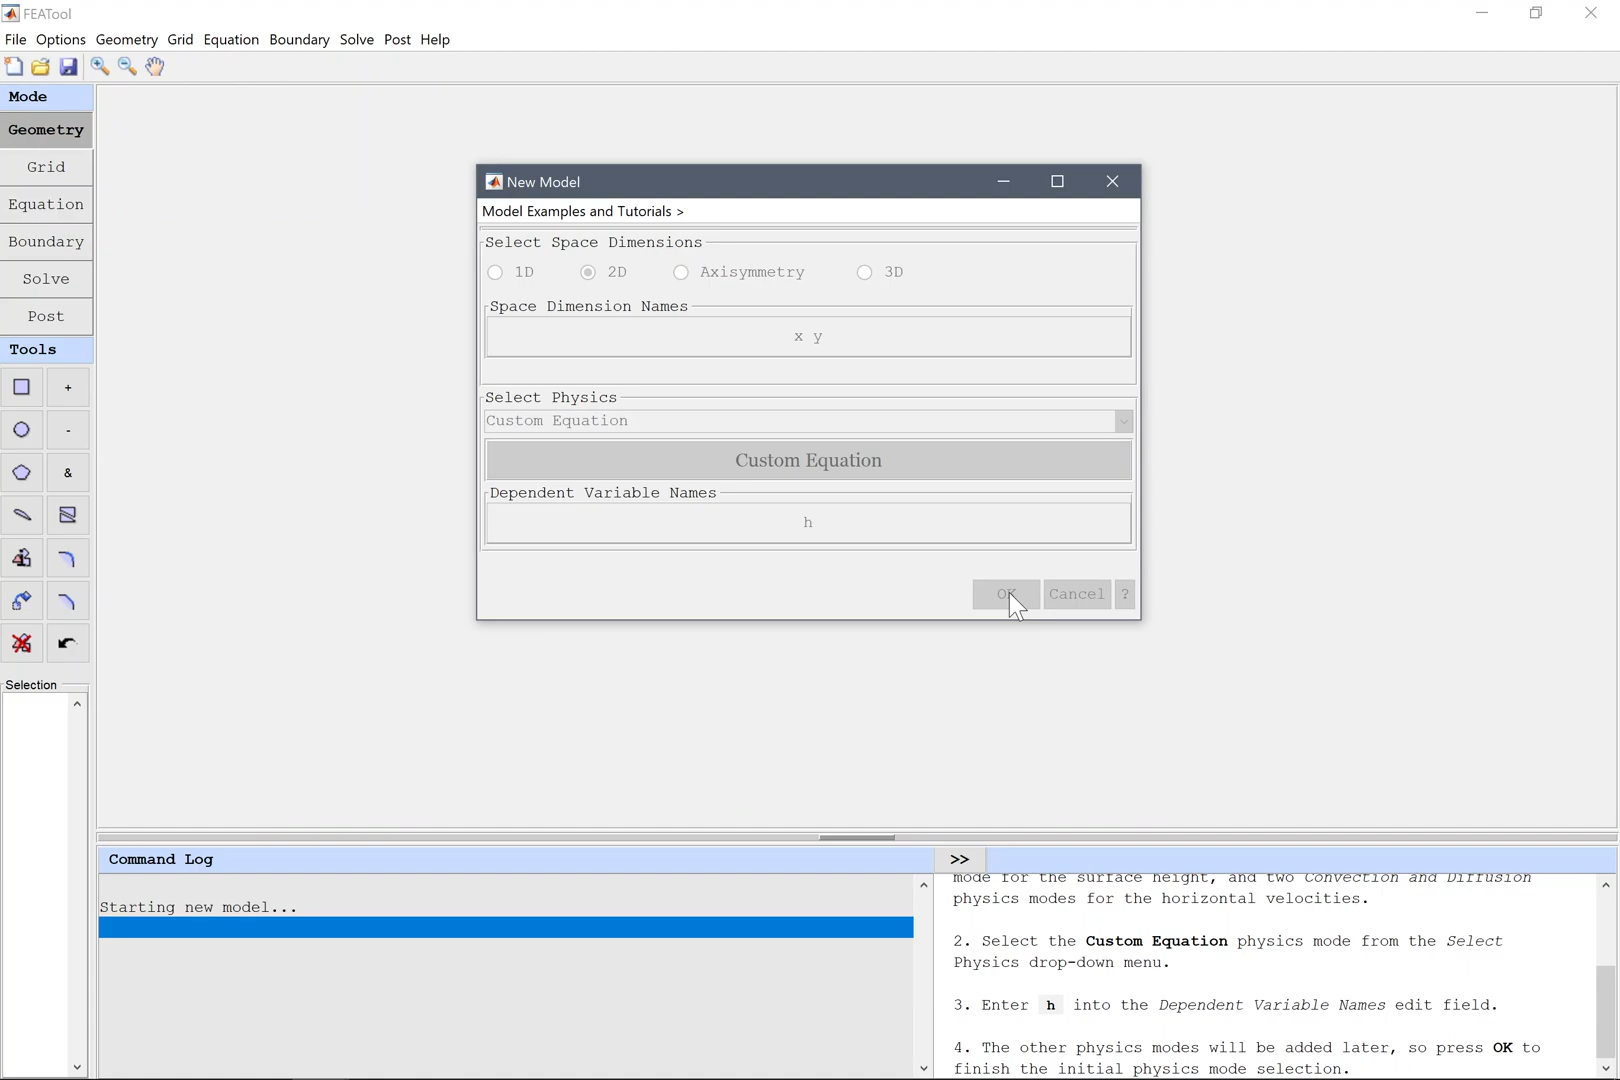 FEATool
File Options Geometry Grid Equation Boundary Solve Post Help
Mode
Geometry
Grid
Equation
Boundary
Solve
Post
Tools
+
-
&
Selection
New Model
Model Examples and Tutorials >
Select Space Dimensions
1D 2D Axisymmetry 3D
Space Dimension Names
x y
Select Physics
Custom Equation
Custom Equation
Dependent Variable Names
h
OK Cancel ?
Command Log
Starting new model...
>>
mode for the surface height, and two Convection and Diffusion
physics modes for the horizontal velocities.
2. Select the Custom Equation physics mode from the Select
Physics drop-down menu.
3. Enter h into the Dependent Variable Names edit field.
4. The other physics modes will be added later, so press OK to
finish the initial physics mode selection.